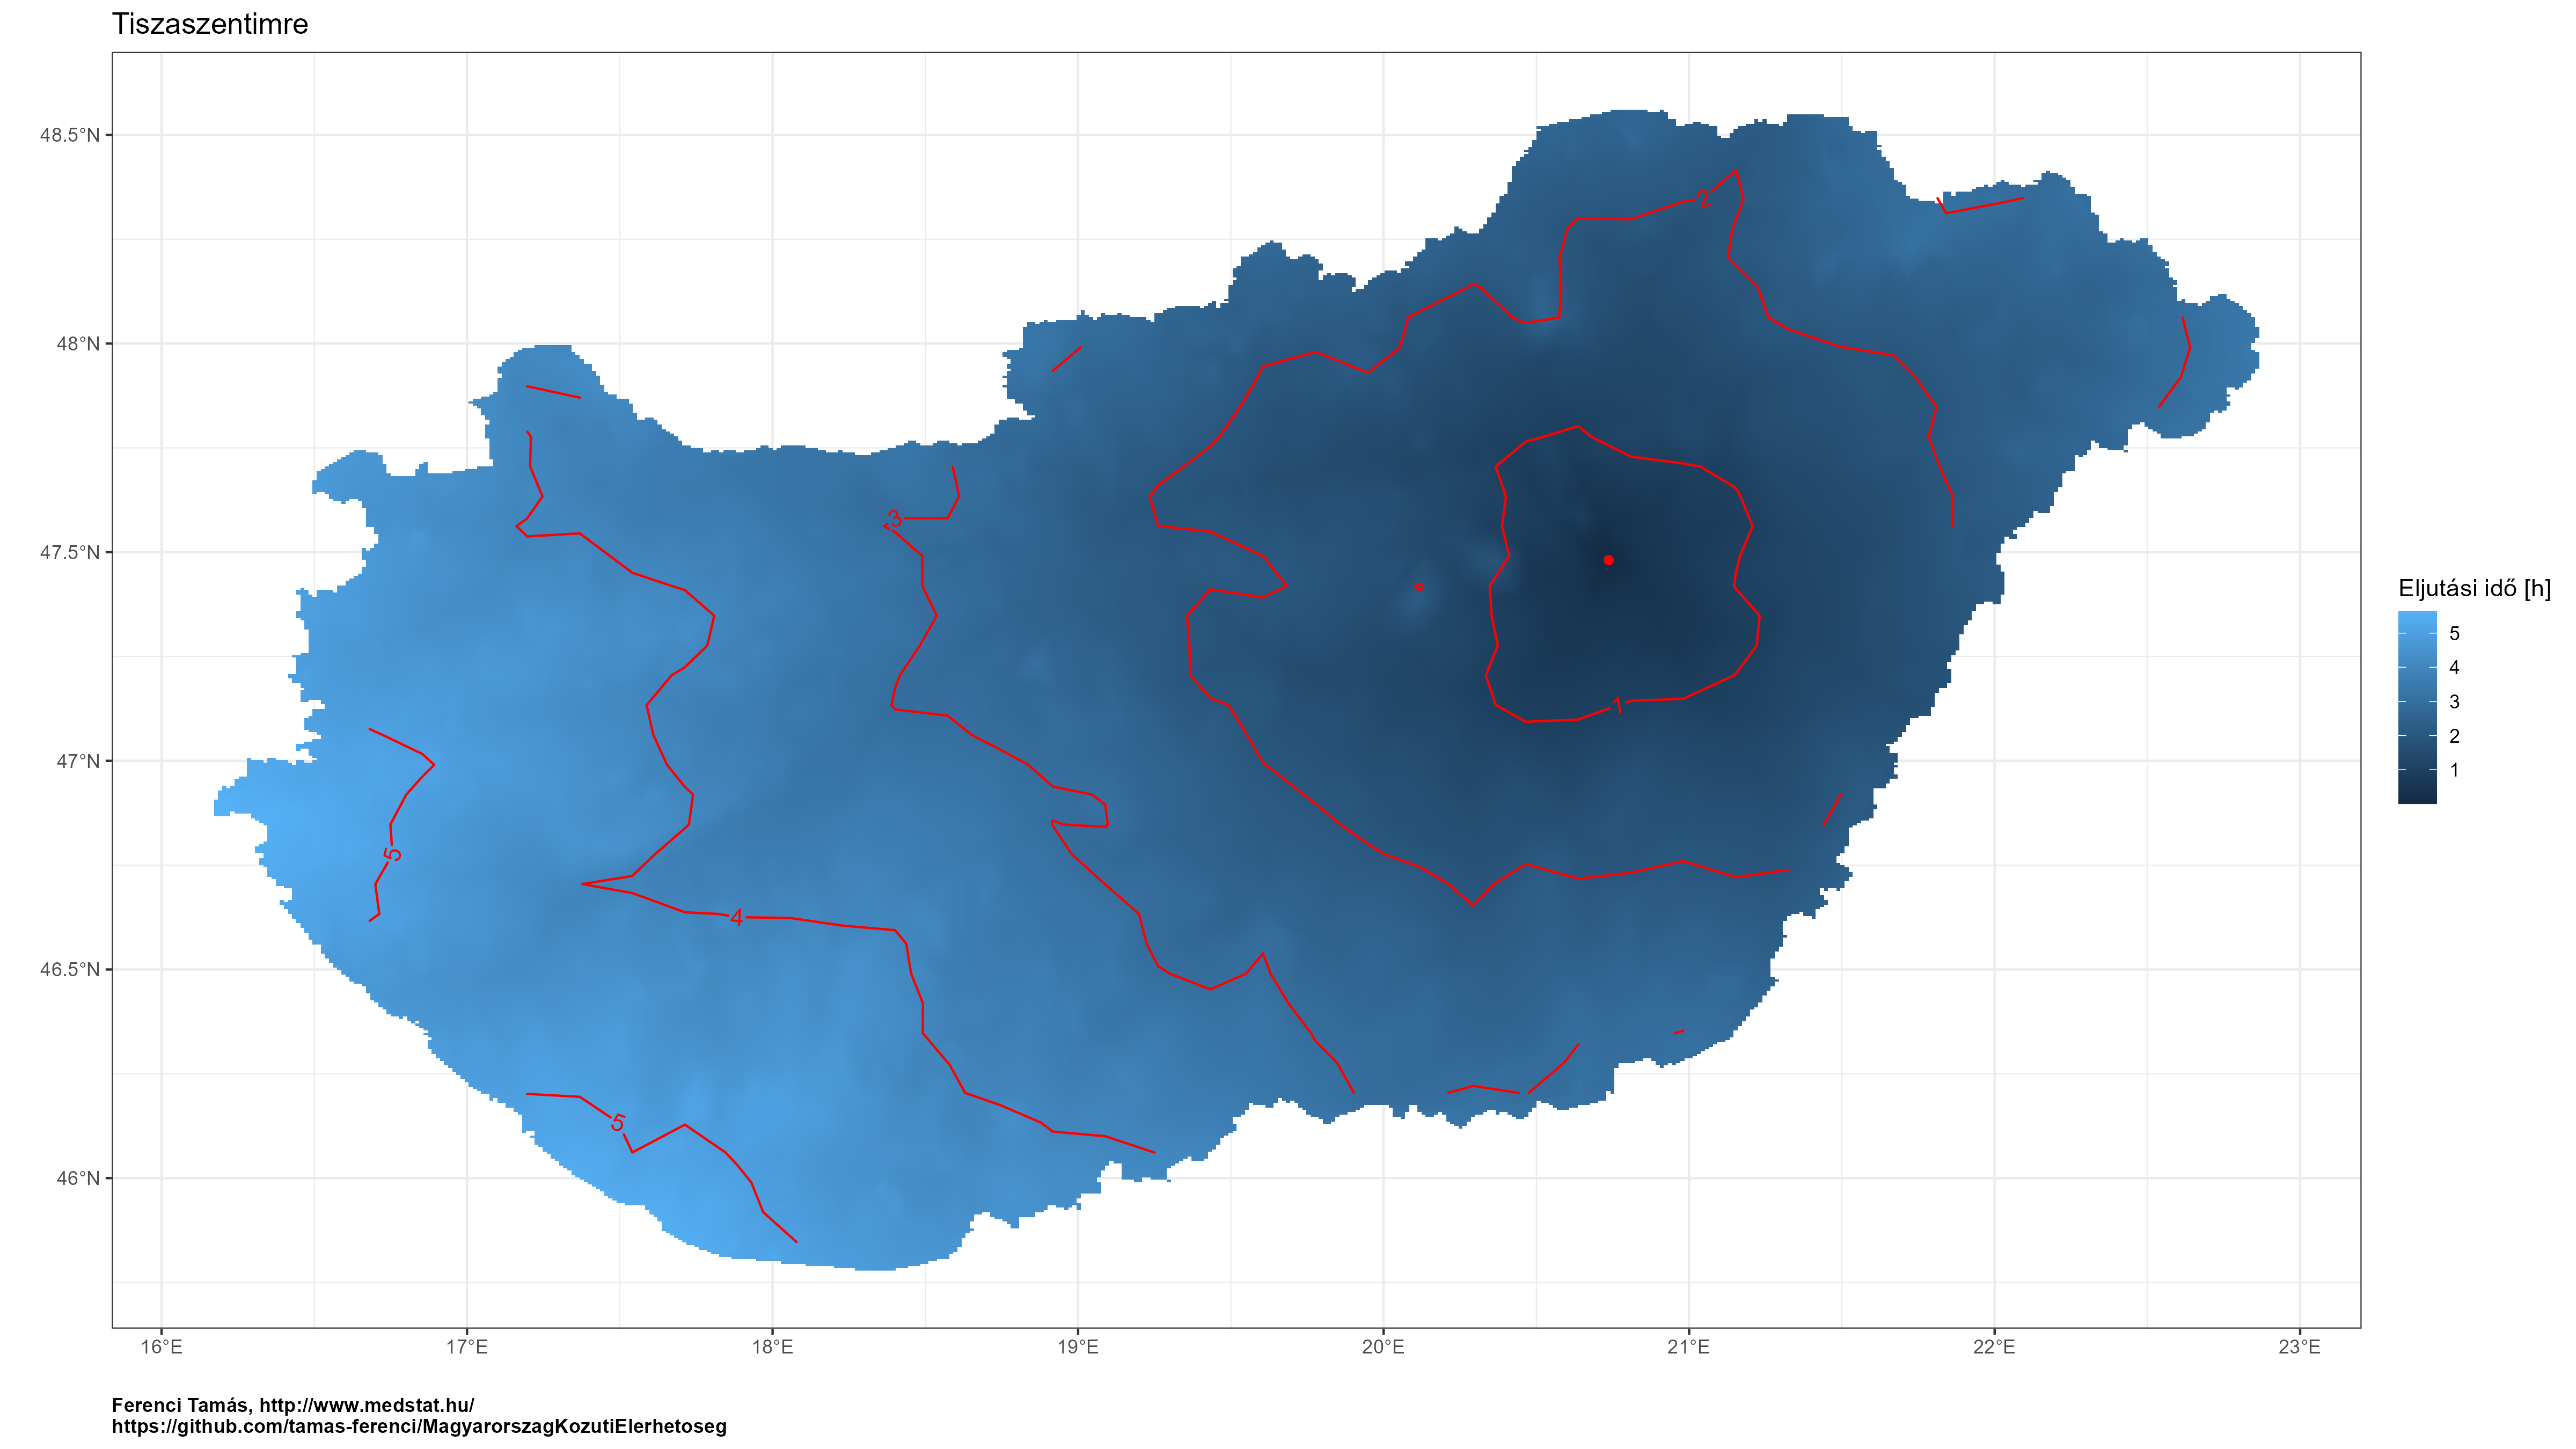 Tiszaszentimre
48.5°N
48°N
47.5°N
47°N
46.5°N
46°N
2
3
1
5
4
5
16°E 17°E 18°E 19°E 20°E 21°E 22°E 23°E
Eljutási idő [h]
5
4
3
2
1
Ferenci Tamás, http://www.medstat.hu/
https://github.com/tamas-ferenci/MagyarorszagKozutiElerhetoseg